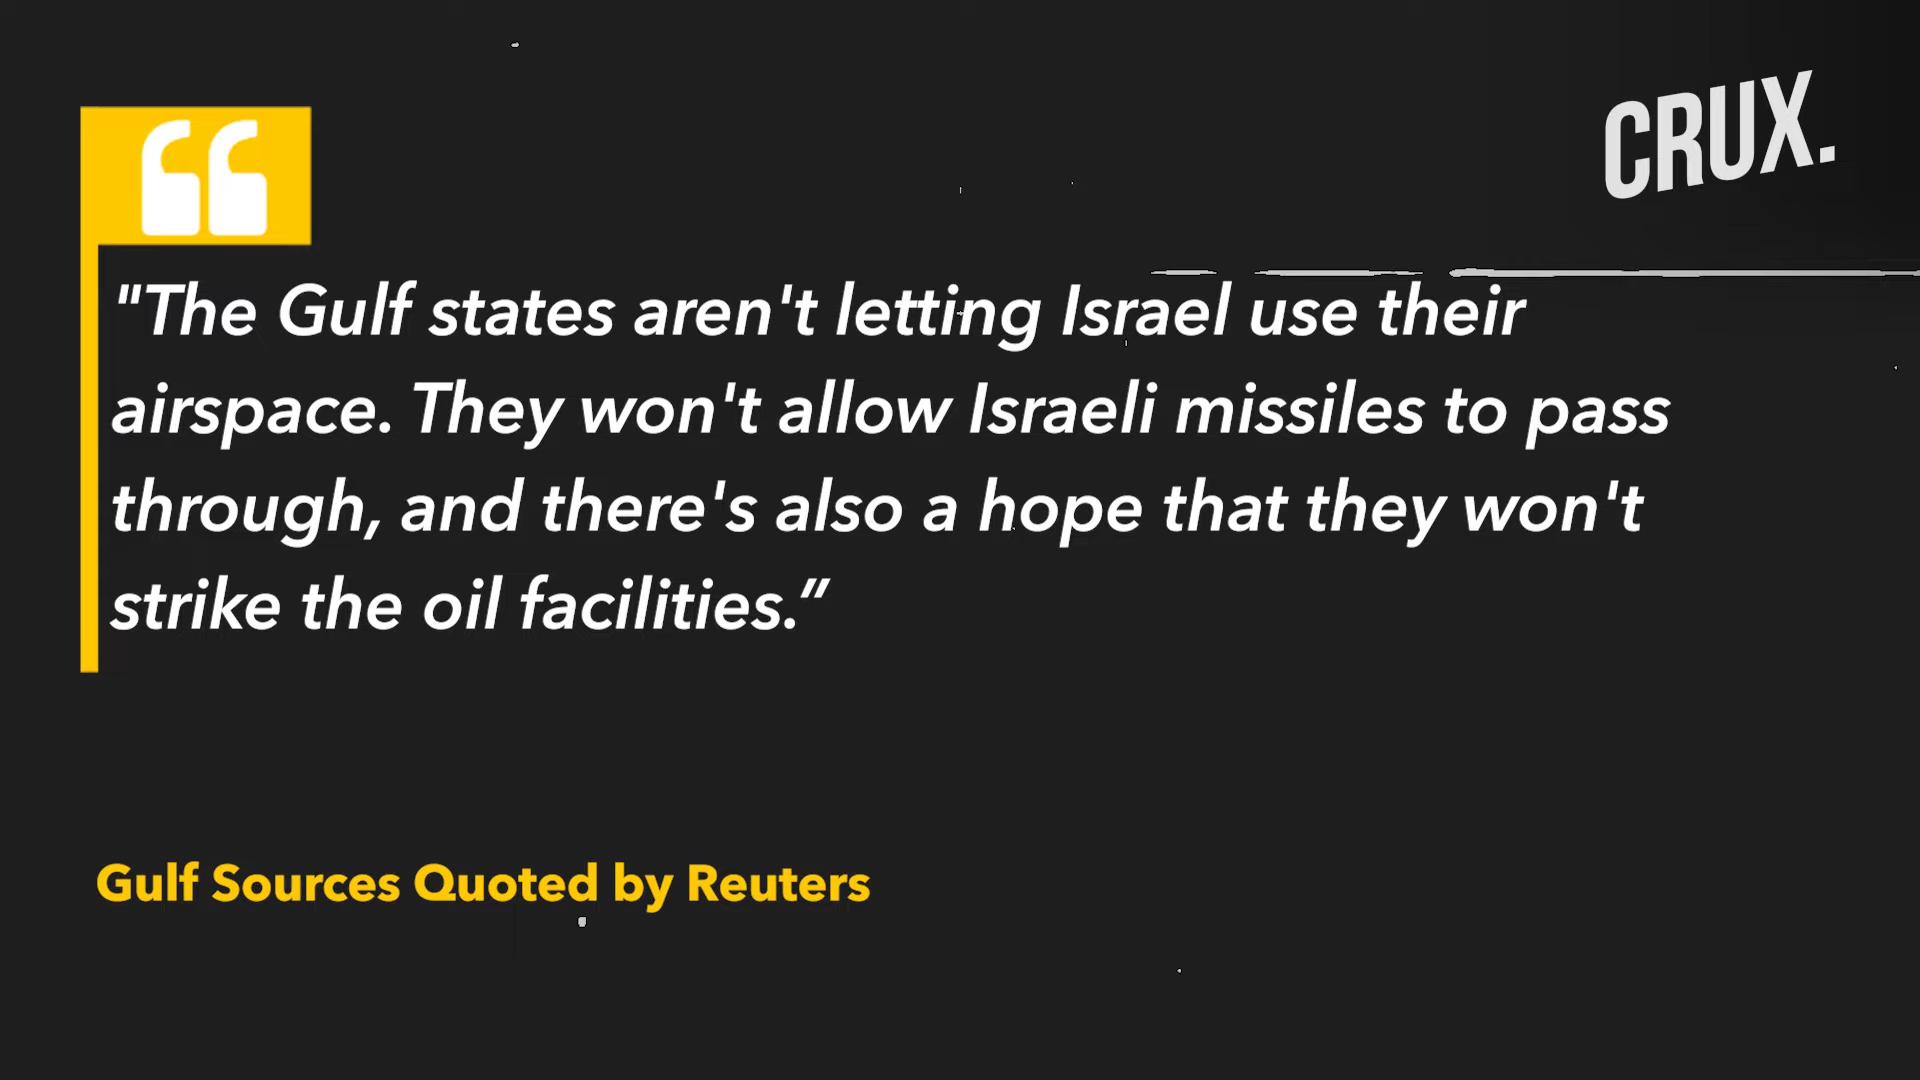 CRUX.
"The Gulf states aren't letting Israel use their
airspace. They won't allow Israeli missiles to pass
through, and there's also a hope that they won't
strike the oil facilities.”
Gulf Sources Quoted by Reuters